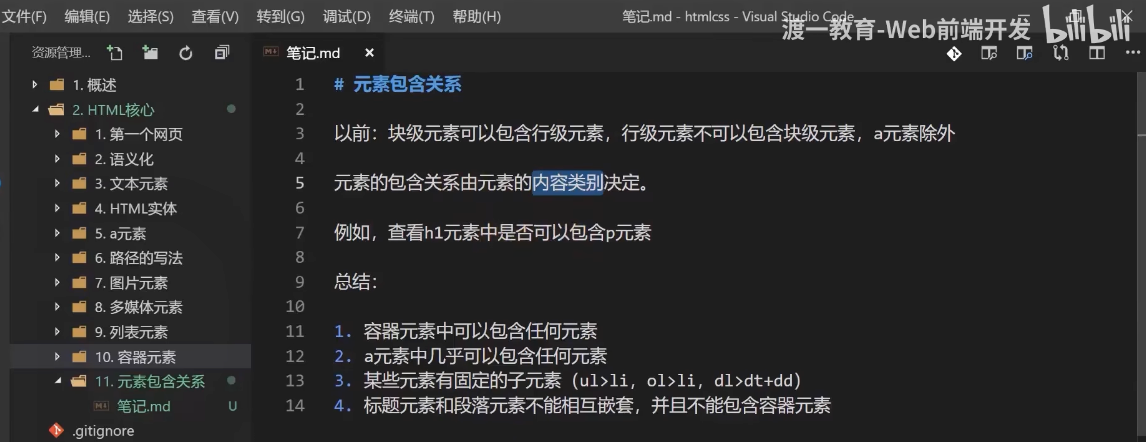 文件(F) 编辑(E) 选择(S) 查看(V) 转到(G) 调试(D) 终端(T) 帮助(H) 笔记.md - htmlcss - Visual Studio Code
渡一教育-Web前端开发 bilibili
资源管理... 笔记.md ×
1. 概述
2. HTML核心
1. 第一个网页
2. 语义化
3. 文本元素
4. HTML实体
5. a元素
6. 路径的写法
7. 图片元素
8. 多媒体元素
9. 列表元素
10. 容器元素
11. 元素包含关系
笔记.md U
.gitignore
1 # 元素包含关系
2
3 以前：块级元素可以包含行级元素，行级元素不可以包含块级元素，a元素除外
4
5 元素的包含关系由元素的内容类别决定。
6
7 例如，查看h1元素中是否可以包含p元素
8
9 总结：
10
11 1. 容器元素中可以包含任何元素
12 2. a元素中几乎可以包含任何元素
13 3. 某些元素有固定的子元素（ul>li，ol>li，dl>dt+dd）
14 4. 标题元素和段落元素不能相互嵌套，并且不能包含容器元素